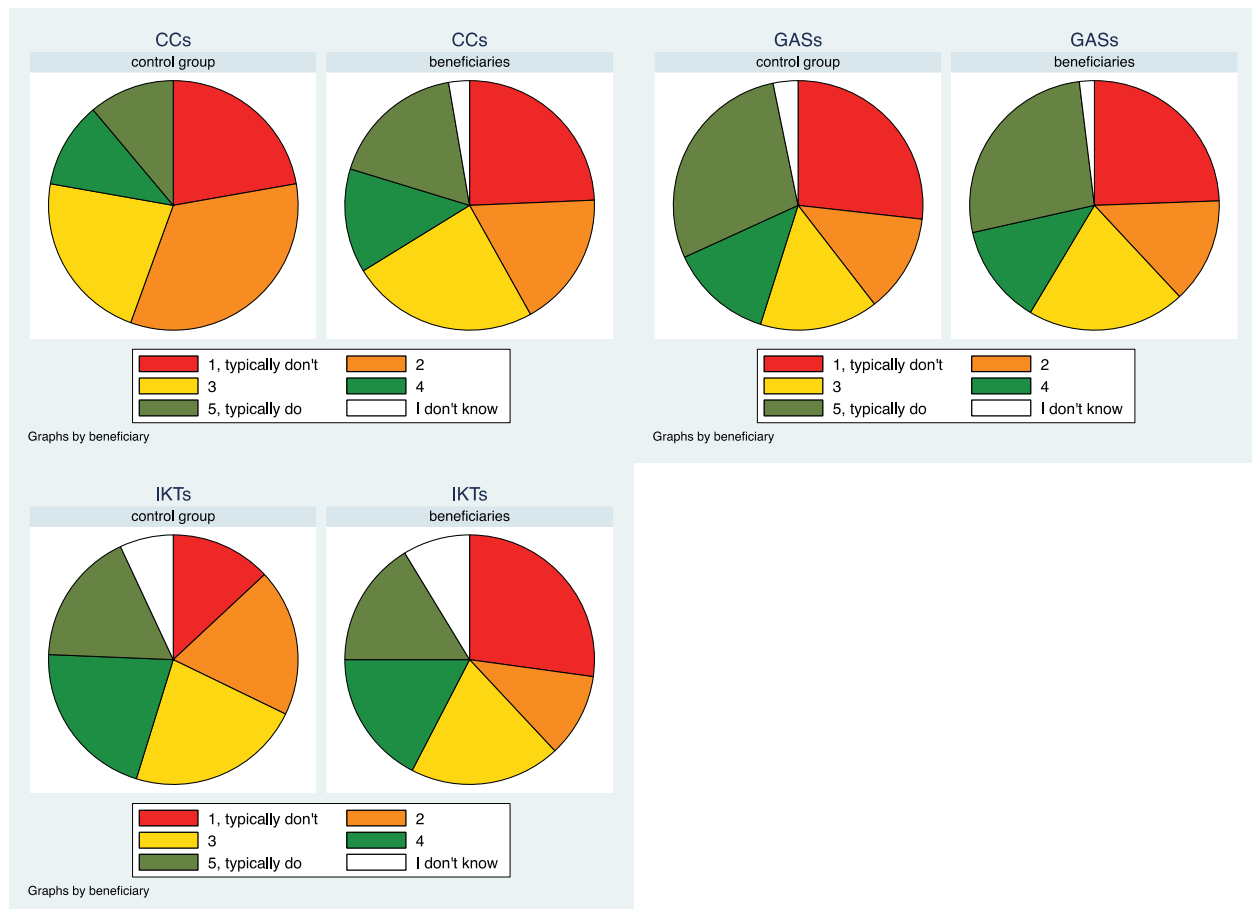 CCs
control group
CCs
beneficiaries
1, typically don't
2
3
4
5, typically do
I don't know
Graphs by beneficiary
GASs
control group
GASs
beneficiaries
1, typically don't
2
3
4
5, typically do
I don't know
Graphs by beneficiary
IKTs
control group
IKTs
beneficiaries
1, typically don't
2
3
4
5, typically do
I don't know
Graphs by beneficiary